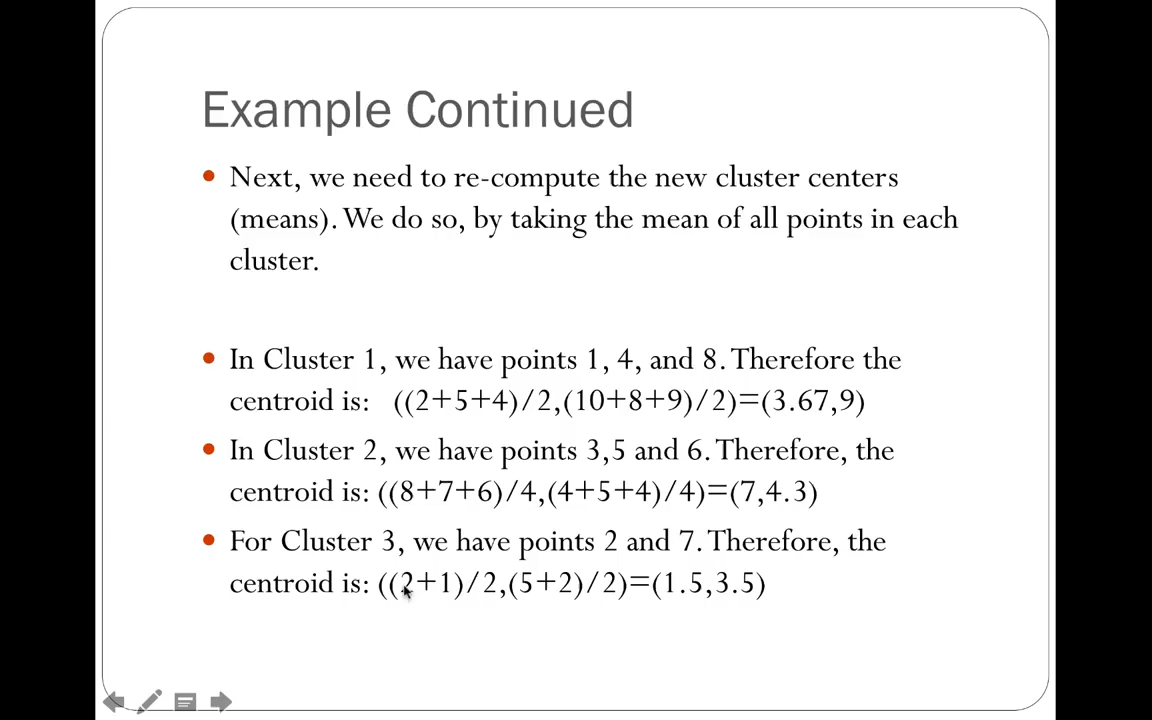 Example Continued
• Next, we need to re-compute the new cluster centers
(means). We do so, by taking the mean of all points in each
cluster.
• In Cluster 1, we have points 1, 4, and 8. Therefore the
centroid is: ((2+5+4)/2,(10+8+9)/2)=(3.67,9)
• In Cluster 2, we have points 3,5 and 6. Therefore, the
centroid is: ((8+7+6)/4,(4+5+4)/4)=(7,4.3)
• For Cluster 3, we have points 2 and 7. Therefore, the
centroid is: ((2+1)/2,(5+2)/2)=(1.5,3.5)